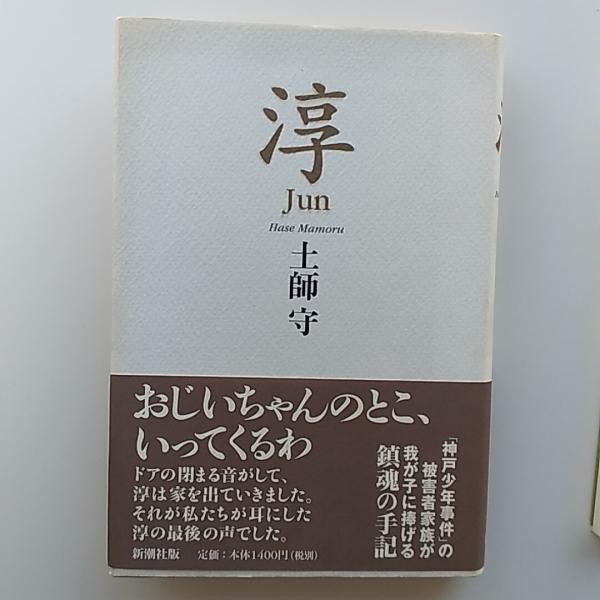 淳
Jun
Hase Mamoru
土師守
おじいちゃんのとこ、
いってくるわ
ドアの閉まる音がして、
淳は家を出ていきました。
それが私たちが耳にした
淳の最後の声でした。
「神戸少年事件」の
被害者家族が
我が子に捧げる
鎮魂の手記
新潮社版 定価:本体1400円(税別)